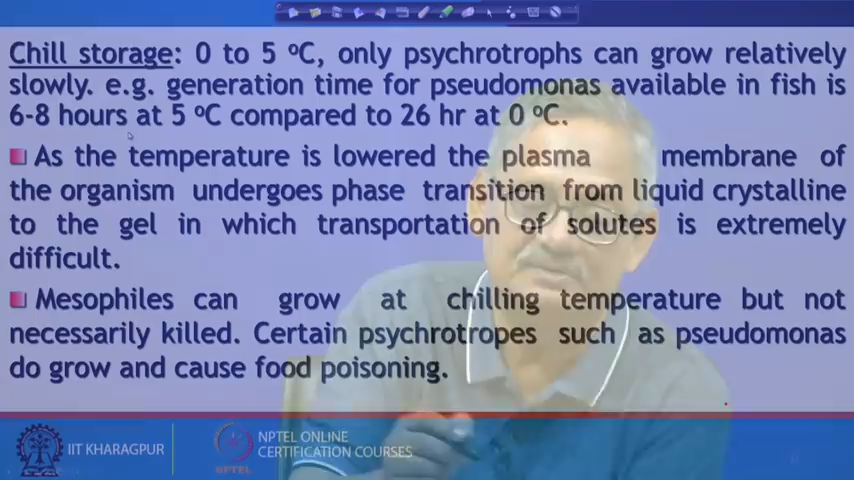 Chill storage: 0 to 5 ºC, only psychrotrophs can grow relatively
slowly. e.g. generation time for pseudomonas available in fish is
6-8 hours at 5 ºC compared to 26 hr at 0 ºC.
As the temperature is lowered the plasma membrane of
the organism undergoes phase transition from liquid crystalline
to the gel in which transportation of solutes is extremely
difficult.
Mesophiles can grow at chilling temperature but not
necessarily killed. Certain psychrotropes such as pseudomonas
do grow and cause food poisoning.
IIT KHARAGPUR
NPTEL
NPTEL ONLINE
CERTIFICATION COURSES